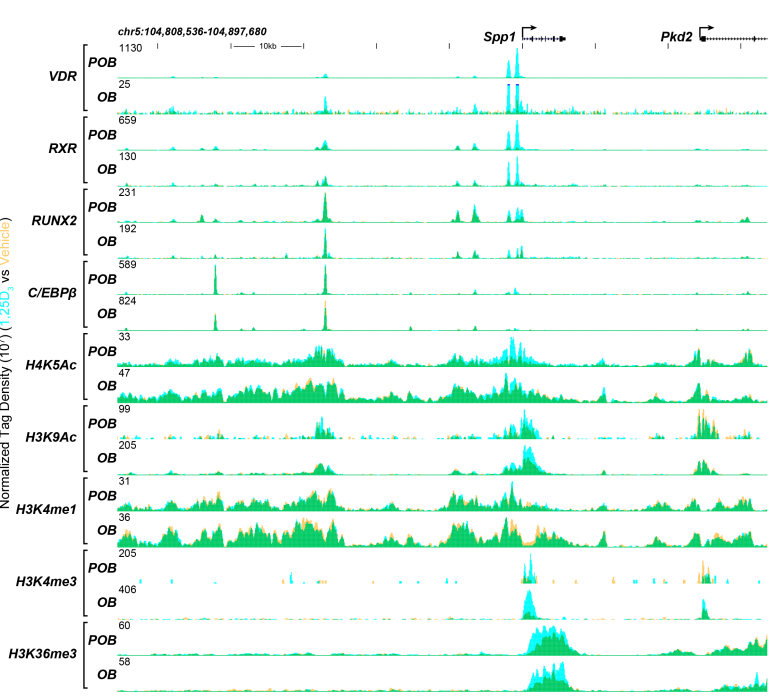 chr5:104,808,536-104,897,680
10kb
Spp1
Pkd2
Normalized Tag Density (10⁷) (1,25D₃ vs Vehicle)
VDR
POB
1130
OB
25
RXR
POB
659
OB
130
RUNX2
POB
231
OB
192
C/EBPβ
POB
589
OB
824
H4K5Ac
POB
33
OB
47
H3K9Ac
POB
99
OB
205
H3K4me1
POB
31
OB
36
H3K4me3
POB
205
OB
406
H3K36me3
POB
60
OB
58